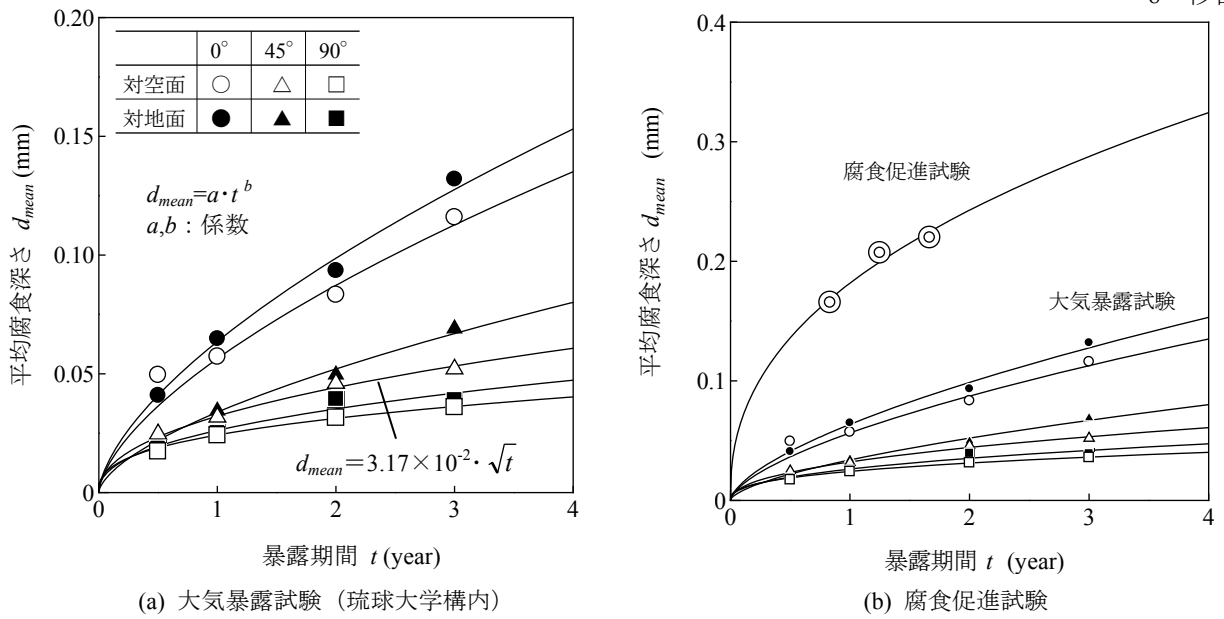 0.20
0.15
0.10
0.05
0
0° 45° 90°
対空面 ○ △ □
対地面 ● ▲ ■
d_mean=a・t^b
a,b：係数
d_mean＝3.17×10^-2・√t
平均腐食深さ d_mean (mm)
0 1 2 3 4
暴露期間 t (year)
(a) 大気暴露試験（琉球大学構内）
0.4
0.3
0.2
0.1
0
腐食促進試験
大気暴露試験
平均腐食深さ d_mean (mm)
0 1 2 3 4
暴露期間 t (year)
(b) 腐食促進試験